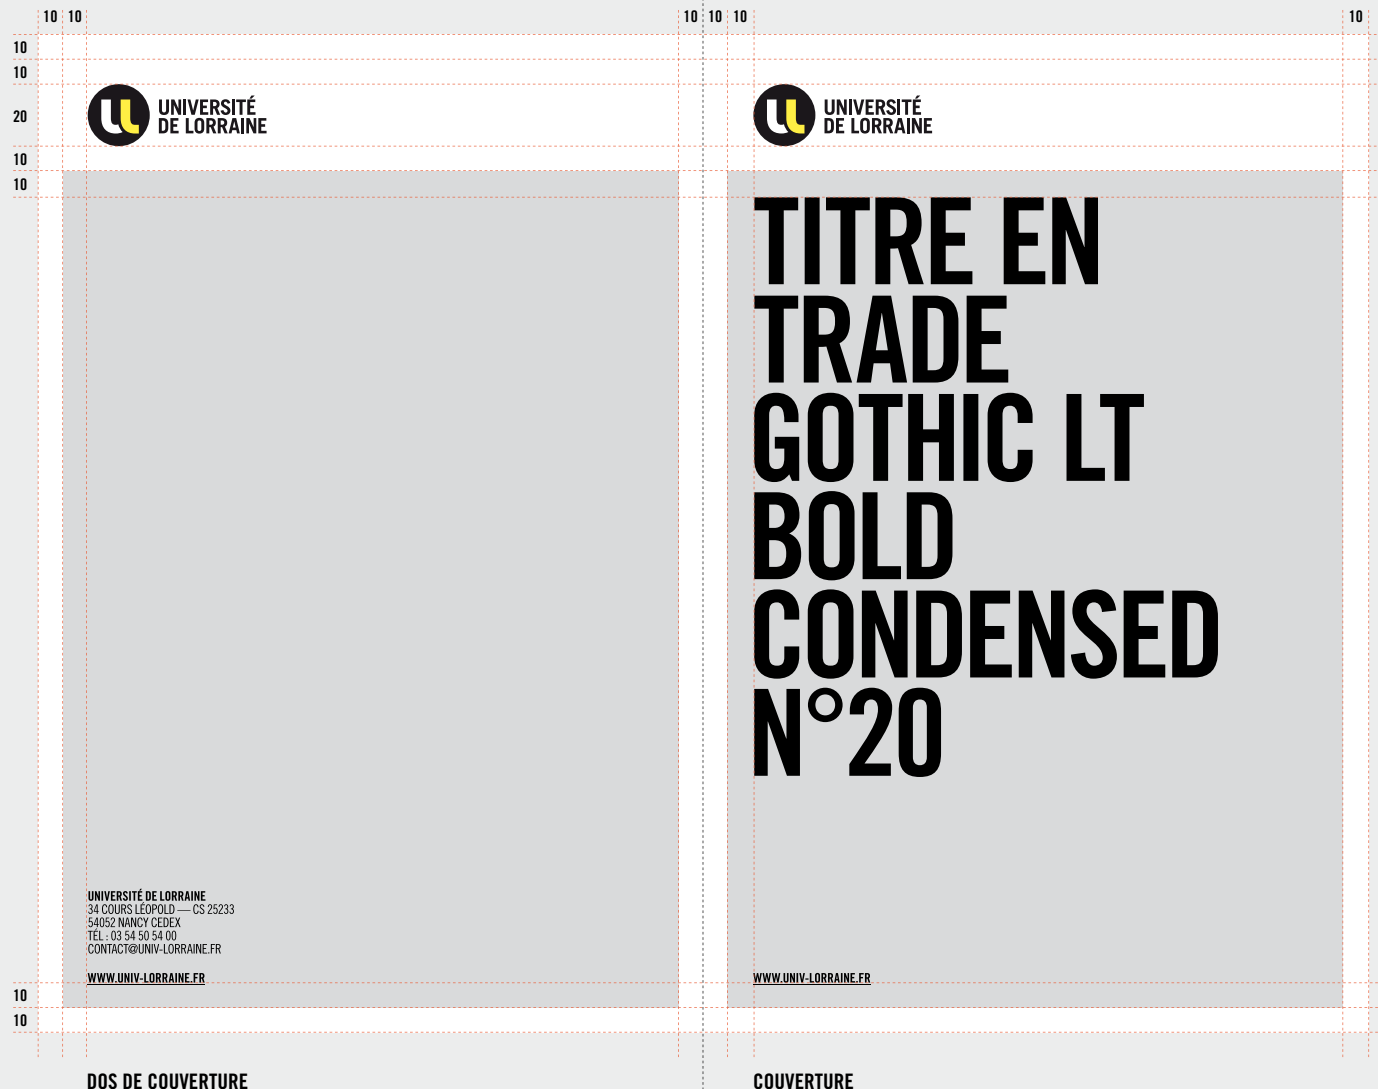 10 10 10 10 10 10
10
10
20
10
10
UNIVERSITÉ
DE LORRAINE
UNIVERSITÉ
DE LORRAINE
TITRE EN
TRADE
GOTHIC LT
BOLD
CONDENSED
N°20
UNIVERSITÉ DE LORRAINE
34 COURS LÉOPOLD — CS 25233
54052 NANCY CEDEX
TÉL : 03 54 50 54 00
CONTACT@UNIV-LORRAINE.FR
WWW.UNIV-LORRAINE.FR
WWW.UNIV-LORRAINE.FR
10
10
DOS DE COUVERTURE
COUVERTURE